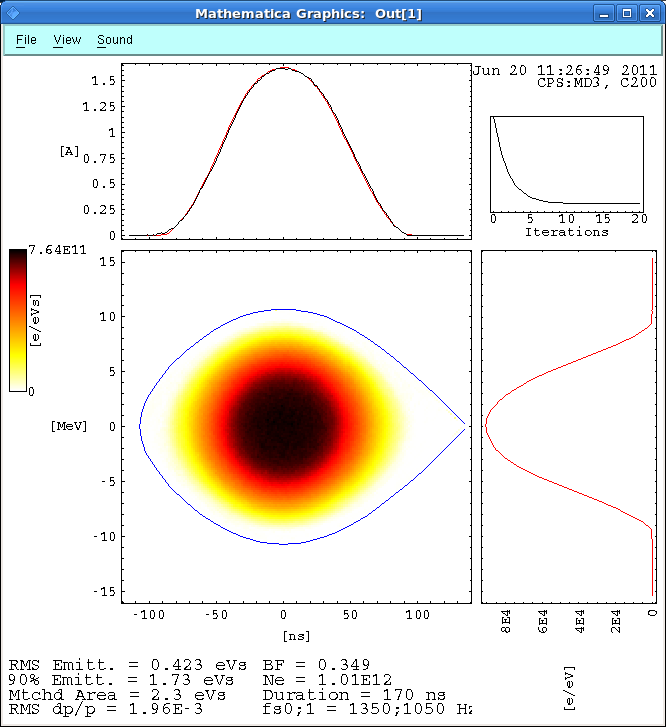 Mathematica Graphics: Out[1]
File View Sound
Jun 20 11:26:49 2011
CPS:MD3, C200
1.5
1.25
1
[A] 0.75
0.5
0.25
0
0 5 10 15 20
Iterations
7.64E11
[e/eVs]
0
15
10
5
[MeV] 0
-5
-10
-15
-100 -50 0 50 100
[ns]
8E4 6E4 4E4 2E4 0
[e/eV]
RMS Emitt. = 0.423 eVs BF = 0.349
90% Emitt. = 1.73 eVs Ne = 1.01E12
Mtchd Area = 2.3 eVs Duration = 170 ns
RMS dp/p = 1.96E-3 fs0;1 = 1350;1050 Hz